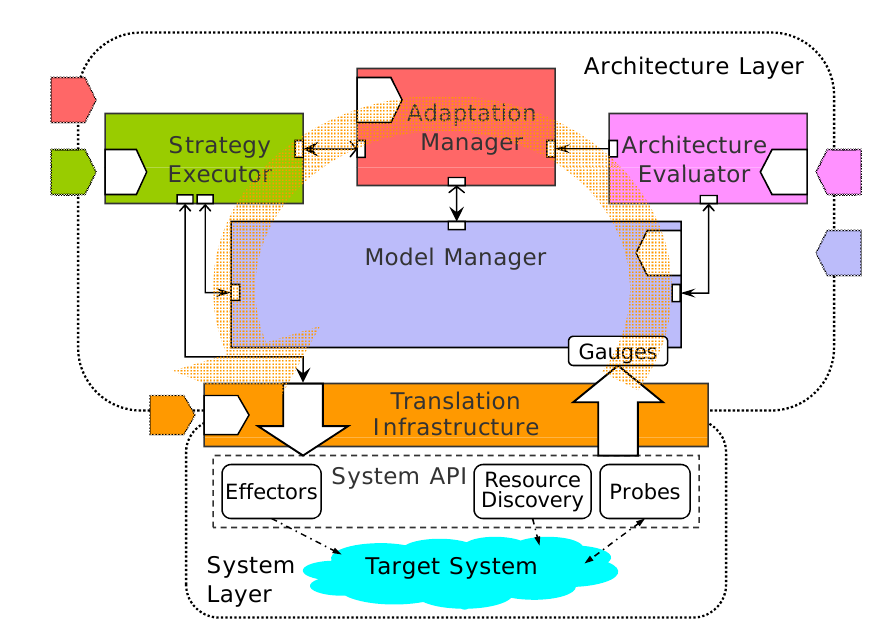 Architecture Layer
Adaptation
Manager
Strategy
Executor
Architecture
Evaluator
Model Manager
Gauges
Translation
Infrastructure
System API
Effectors
Resource
Discovery
Probes
System
Layer
Target System